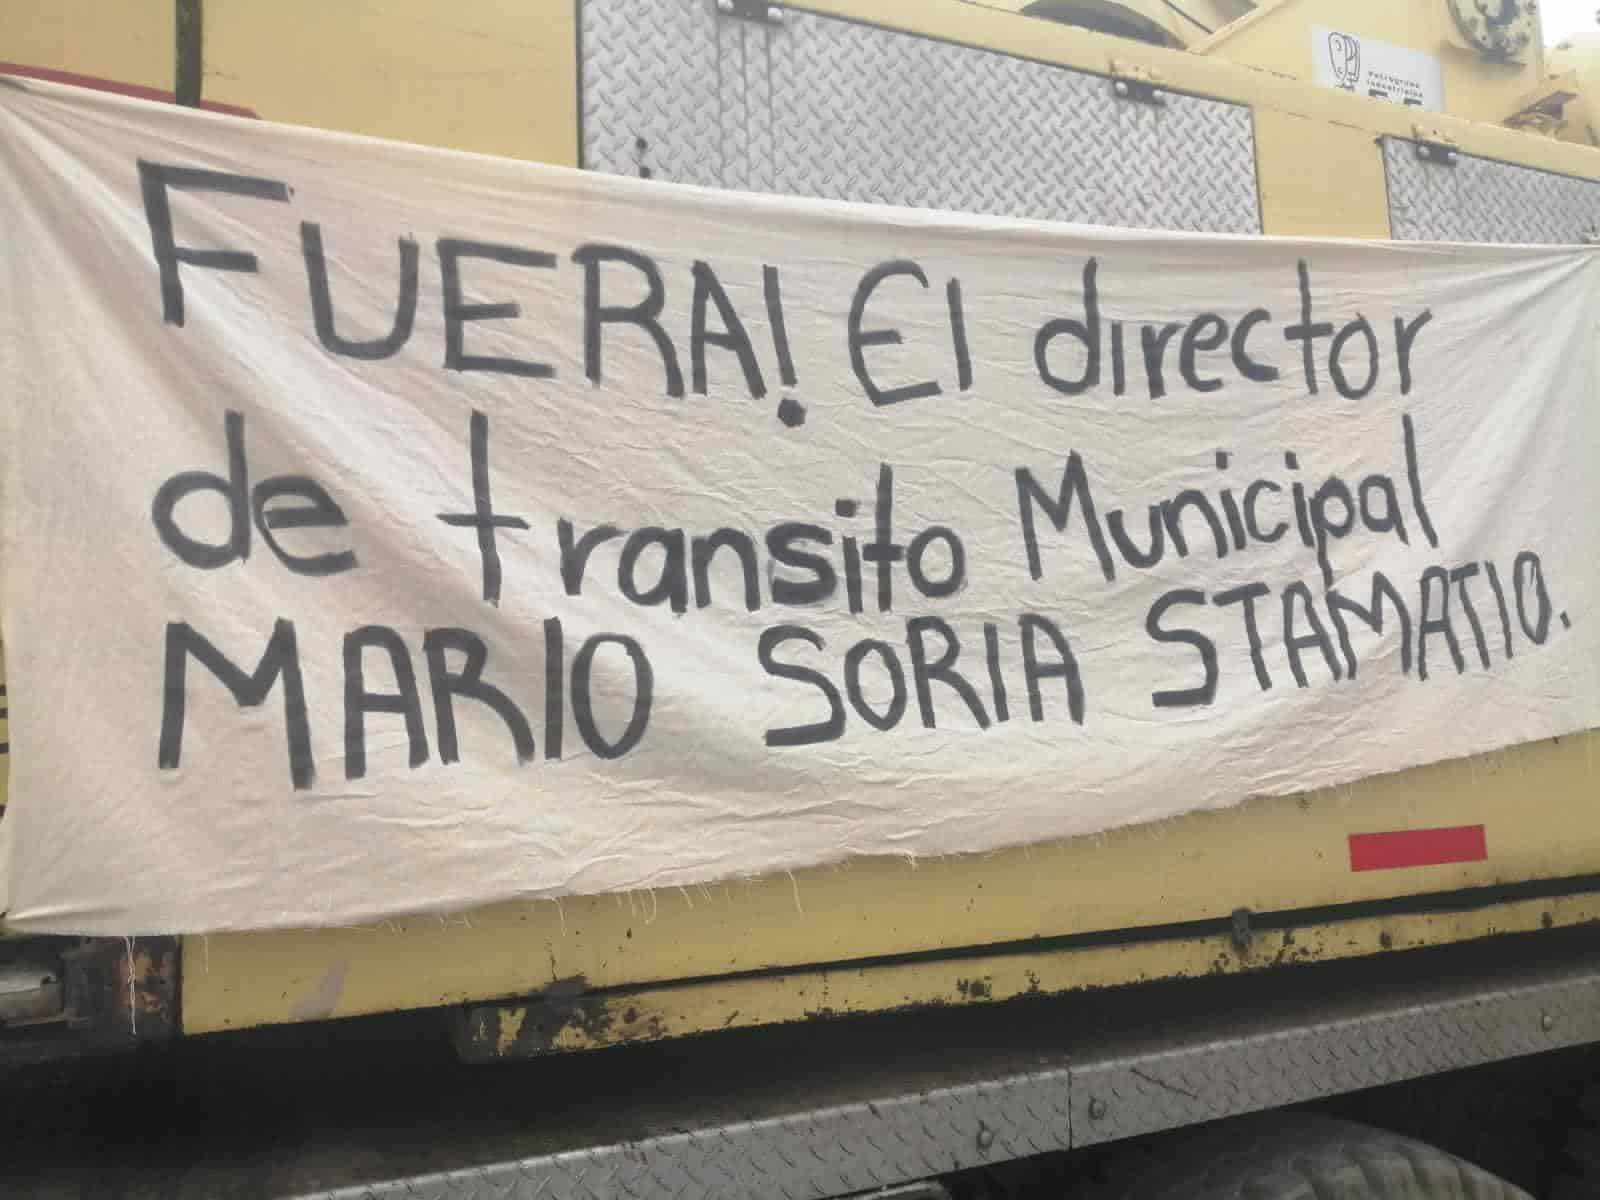 FUERA! El director
de transito Municipal
MARIO SORIA STAMATIO.